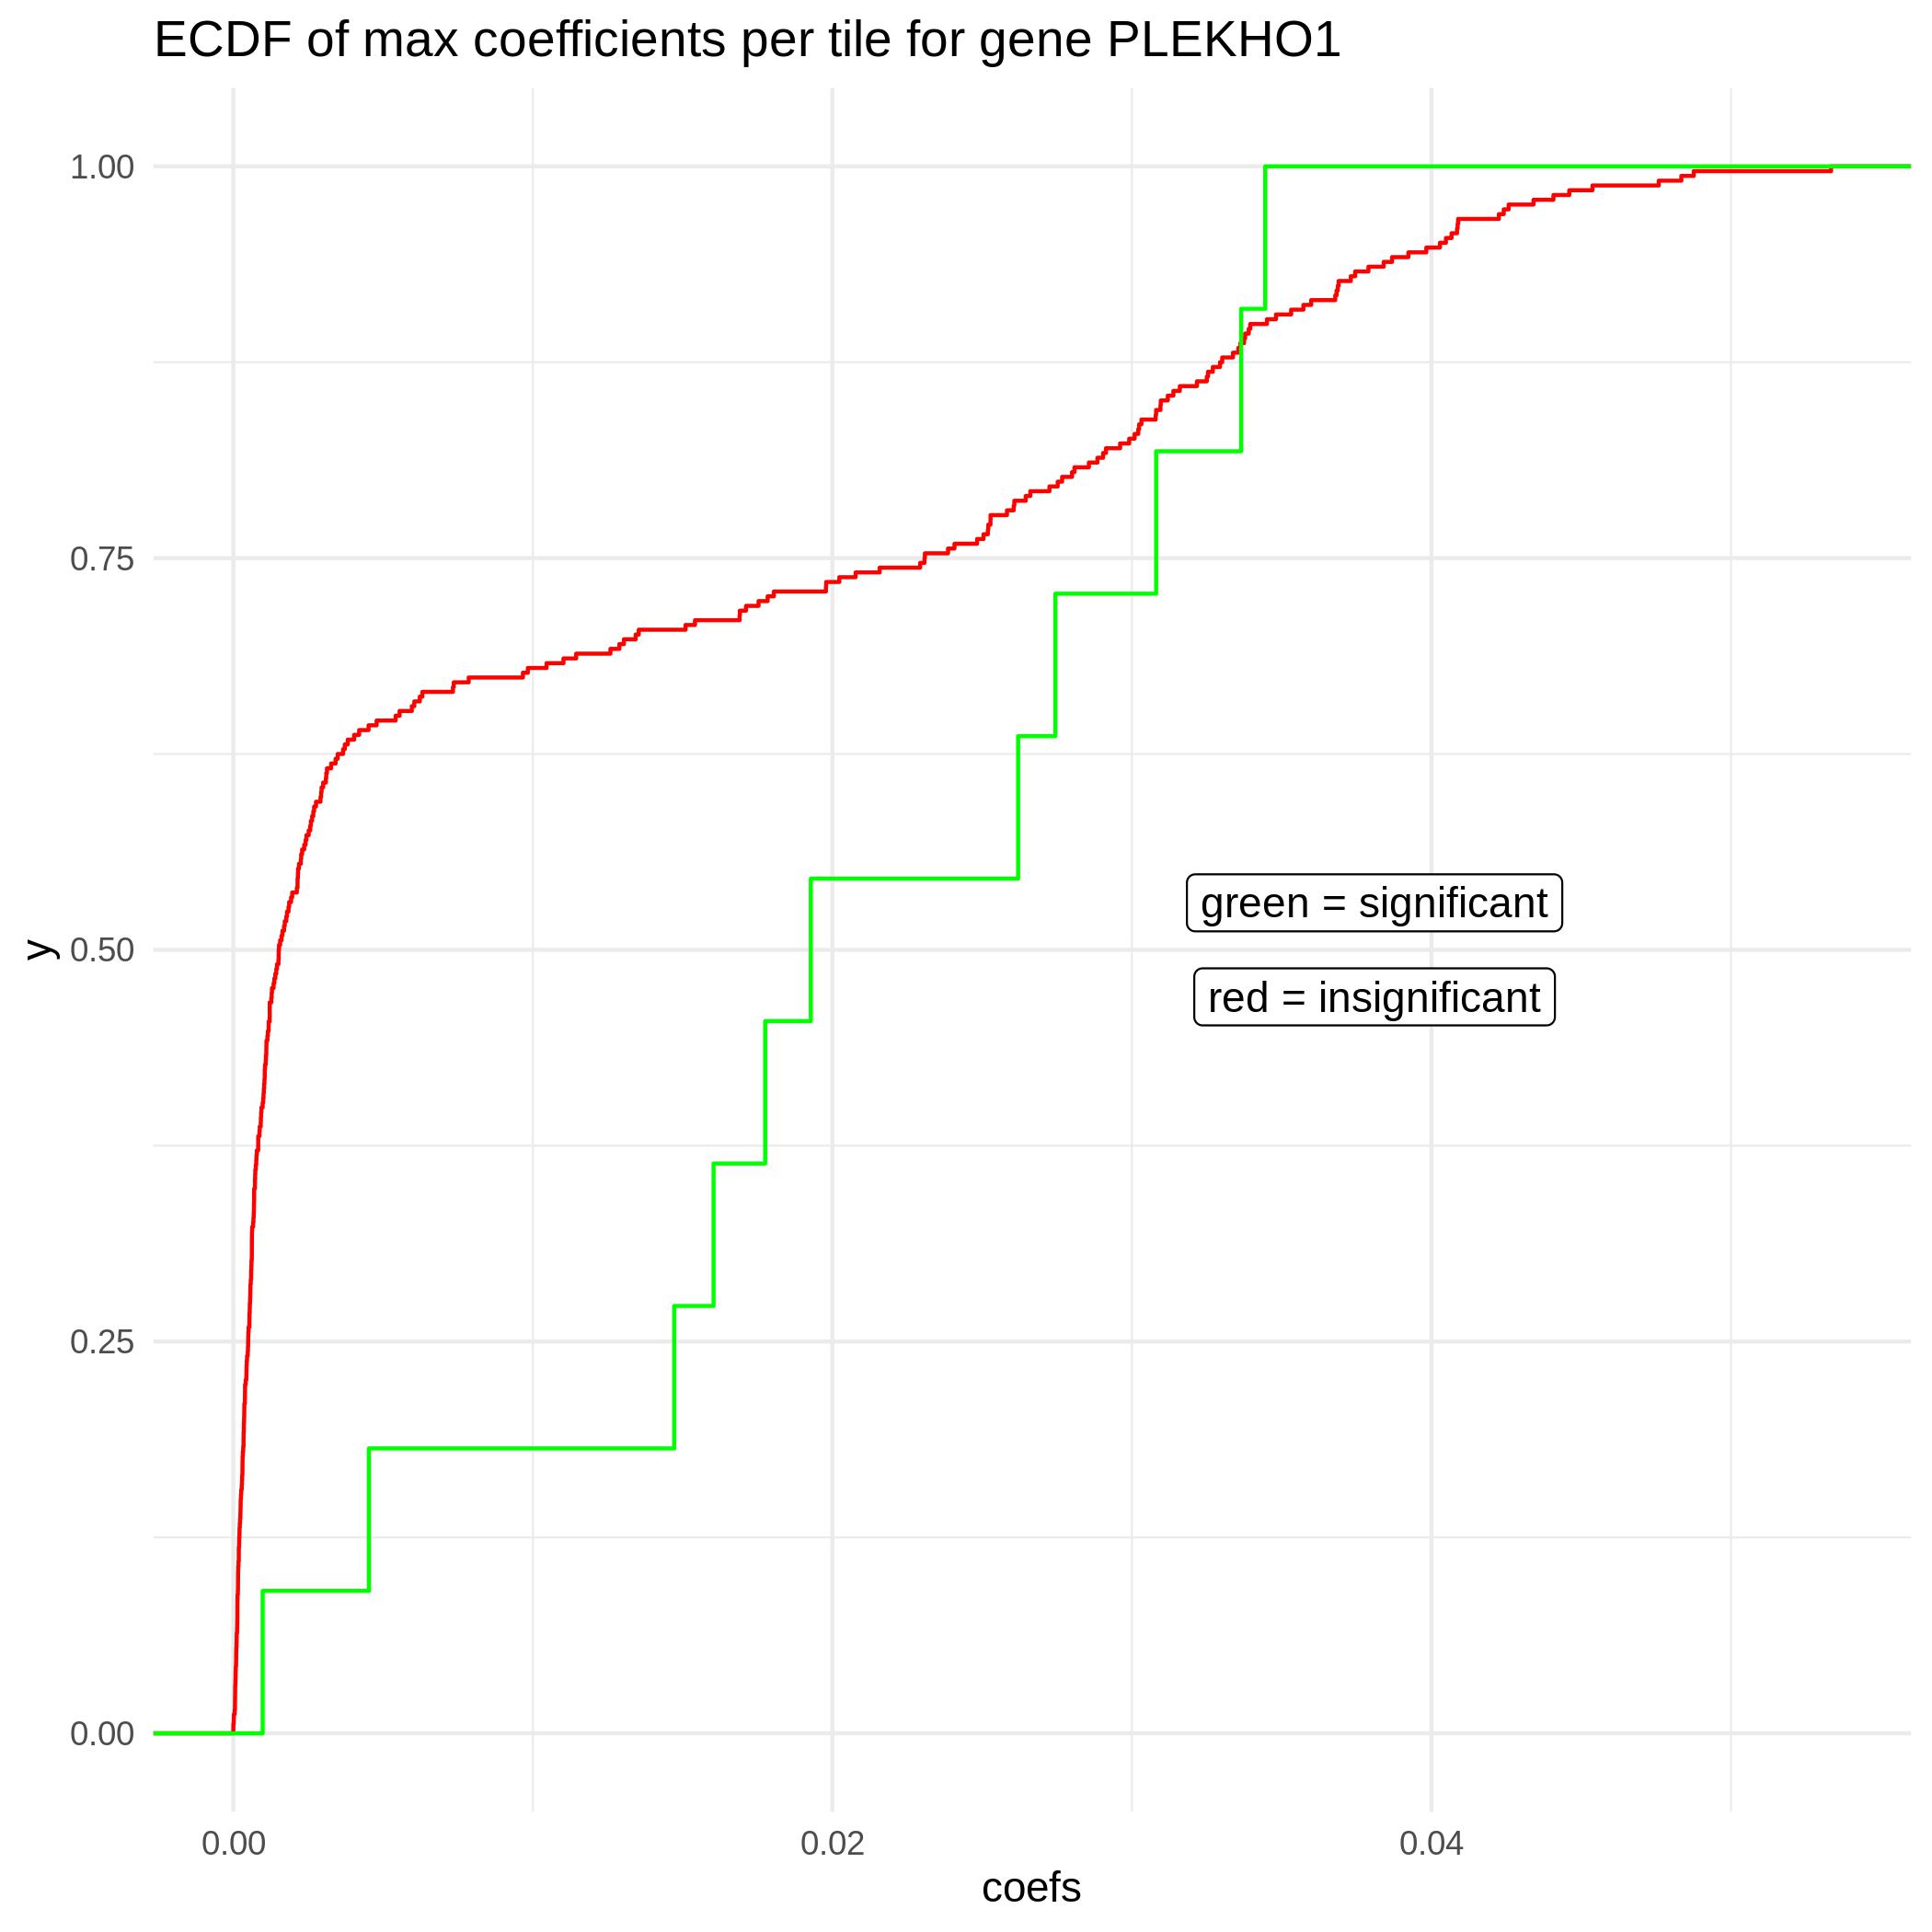 ECDF of max coefficients per tile for gene PLEKHO1
1.00
0.75
0.50
0.25
0.00
y
green = significant
red = insignificant
0.00 0.02 0.04
coefs